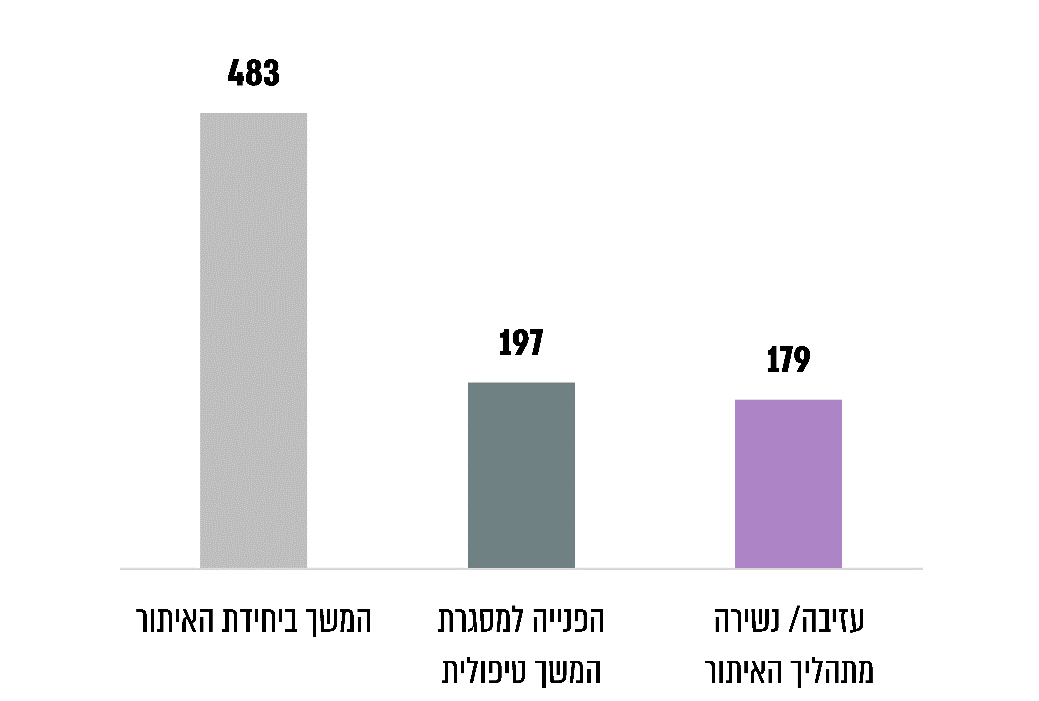 483
197
179
המשך ביחידת האיתור
הפנייה למסגרת
המשך טיפולית
עזיבה/ נשירה
מתהליך האיתור